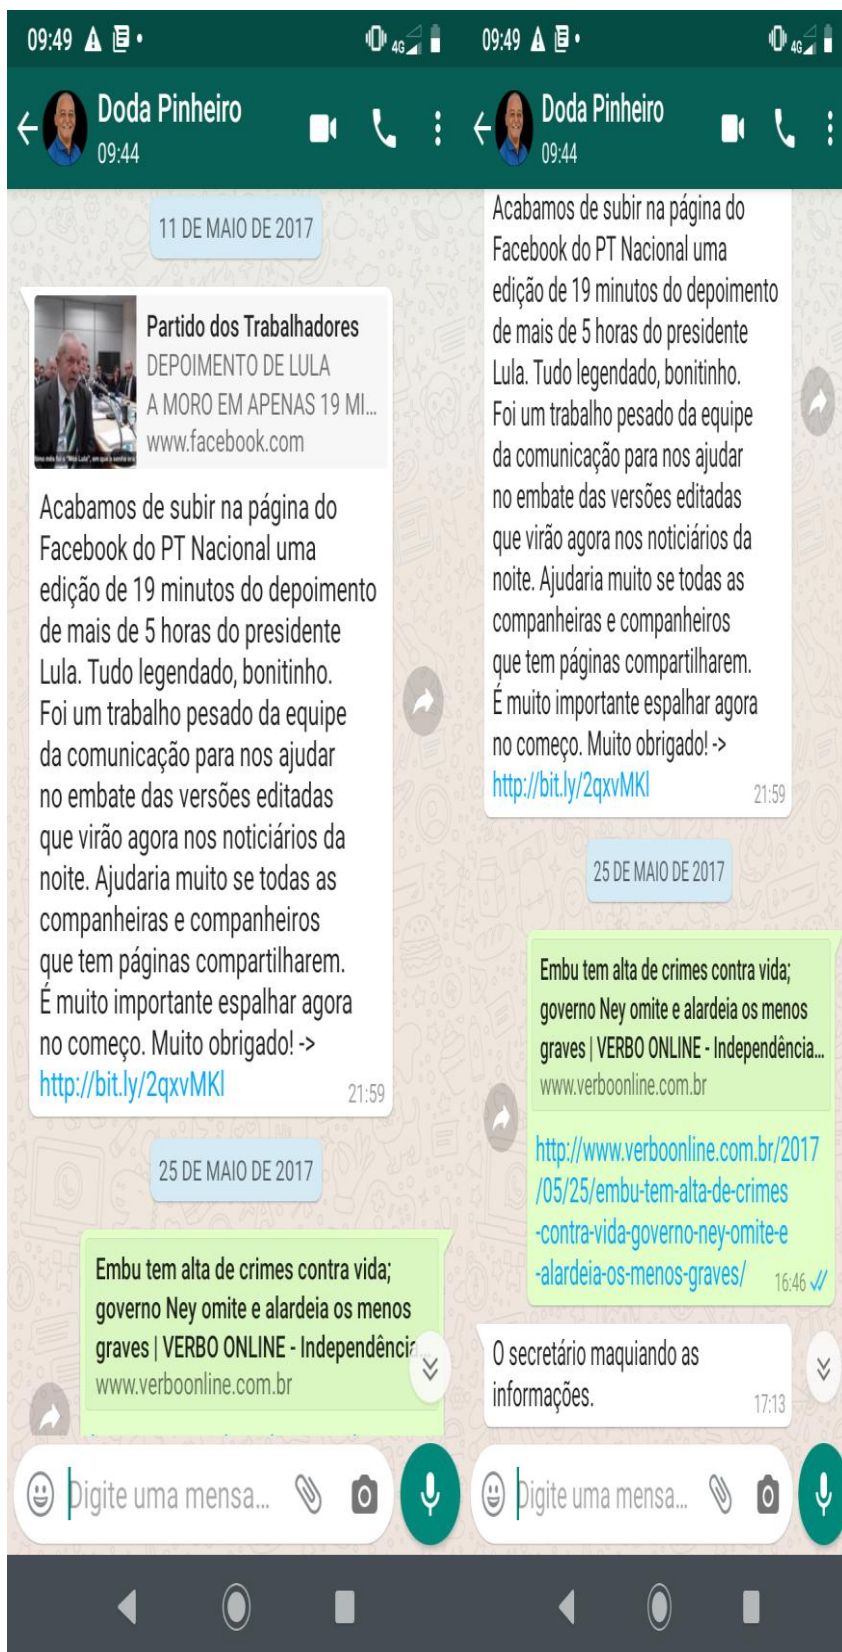 09:49
4G
Doda Pinheiro
09:44
11 DE MAIO DE 2017
Partido dos Trabalhadores
DEPOIMENTO DE LULA
A MORO EM APENAS 19 MI...
www.facebook.com
Acabamos de subir na página do
Facebook do PT Nacional uma
edição de 19 minutos do depoimento
de mais de 5 horas do presidente
Lula. Tudo legendado, bonitinho.
Foi um trabalho pesado da equipe
da comunicação para nos ajudar
no embate das versões editadas
que virão agora nos noticiários da
noite. Ajudaria muito se todas as
companheiras e companheiros
que tem páginas compartilharem.
É muito importante espalhar agora
no começo. Muito obrigado! ->
http://bit.ly/2qxvMKl
21:59
25 DE MAIO DE 2017
Embu tem alta de crimes contra vida;
governo Ney omite e alardeia os menos
graves | VERBO ONLINE - Independência...
www.verboonline.com.br
Digite uma mensa...
09:49
4G
Doda Pinheiro
09:44
Acabamos de subir na página do
Facebook do PT Nacional uma
edição de 19 minutos do depoimento
de mais de 5 horas do presidente
Lula. Tudo legendado, bonitinho.
Foi um trabalho pesado da equipe
da comunicação para nos ajudar
no embate das versões editadas
que virão agora nos noticiários da
noite. Ajudaria muito se todas as
companheiras e companheiros
que tem páginas compartilharem.
É muito importante espalhar agora
no começo. Muito obrigado! ->
http://bit.ly/2qxvMKl
21:59
25 DE MAIO DE 2017
Embu tem alta de crimes contra vida;
governo Ney omite e alardeia os menos
graves | VERBO ONLINE - Independência...
www.verboonline.com.br
http://www.verboonline.com.br/2017
/05/25/embu-tem-alta-de-crimes
-contra-vida-governo-ney-omite-e
-alardeia-os-menos-graves/
16:46
O secretário maquiando as
informações.
17:13
Digite uma mensa...